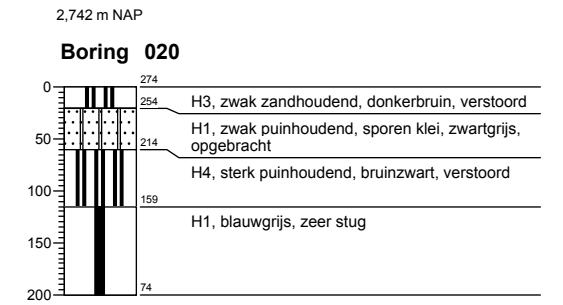 2,742 m NAP
Boring 020
0
50
100
150
200
274
254
214
159
74
H3, zwak zandhoudend, donkerbruin, verstoord
H1, zwak puinhoudend, sporen klei, zwartgrijs,
opgebracht
H4, sterk puinhoudend, bruinzwart, verstoord
H1, blauwgrijs, zeer stug